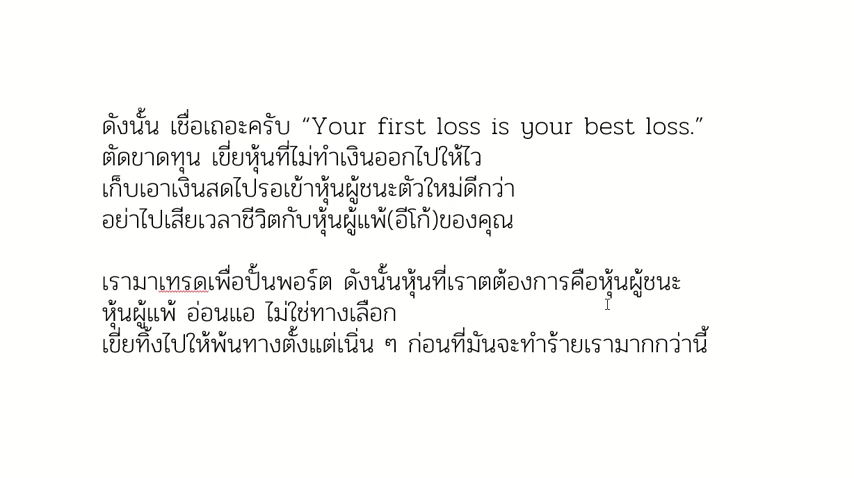 ดังนั้น เชื่อเถอะครับ “Your first loss is your best loss.”
ตัดขาดทุน เขี่ยหุ้นที่ไม่ทำเงินออกไปให้ไว
เก็บเอาเงินสดไปรอเข้าหุ้นผู้ชนะตัวใหม่ดีกว่า
อย่าไปเสียเวลาชีวิตกับหุ้นผู้แพ้(อีโก้)ของคุณ
เรามาเทรดเพื่อปั้นพอร์ต ดังนั้นหุ้นที่เราตต้องการคือหุ้นผู้ชนะ
หุ้นผู้แพ้ อ่อนแอ ไม่ใช่ทางเลือก
เขี่ยทิ้งไปให้พ้นทางตั้งแต่เนิ่น ๆ ก่อนที่มันจะทำร้ายเรามากกว่านี้